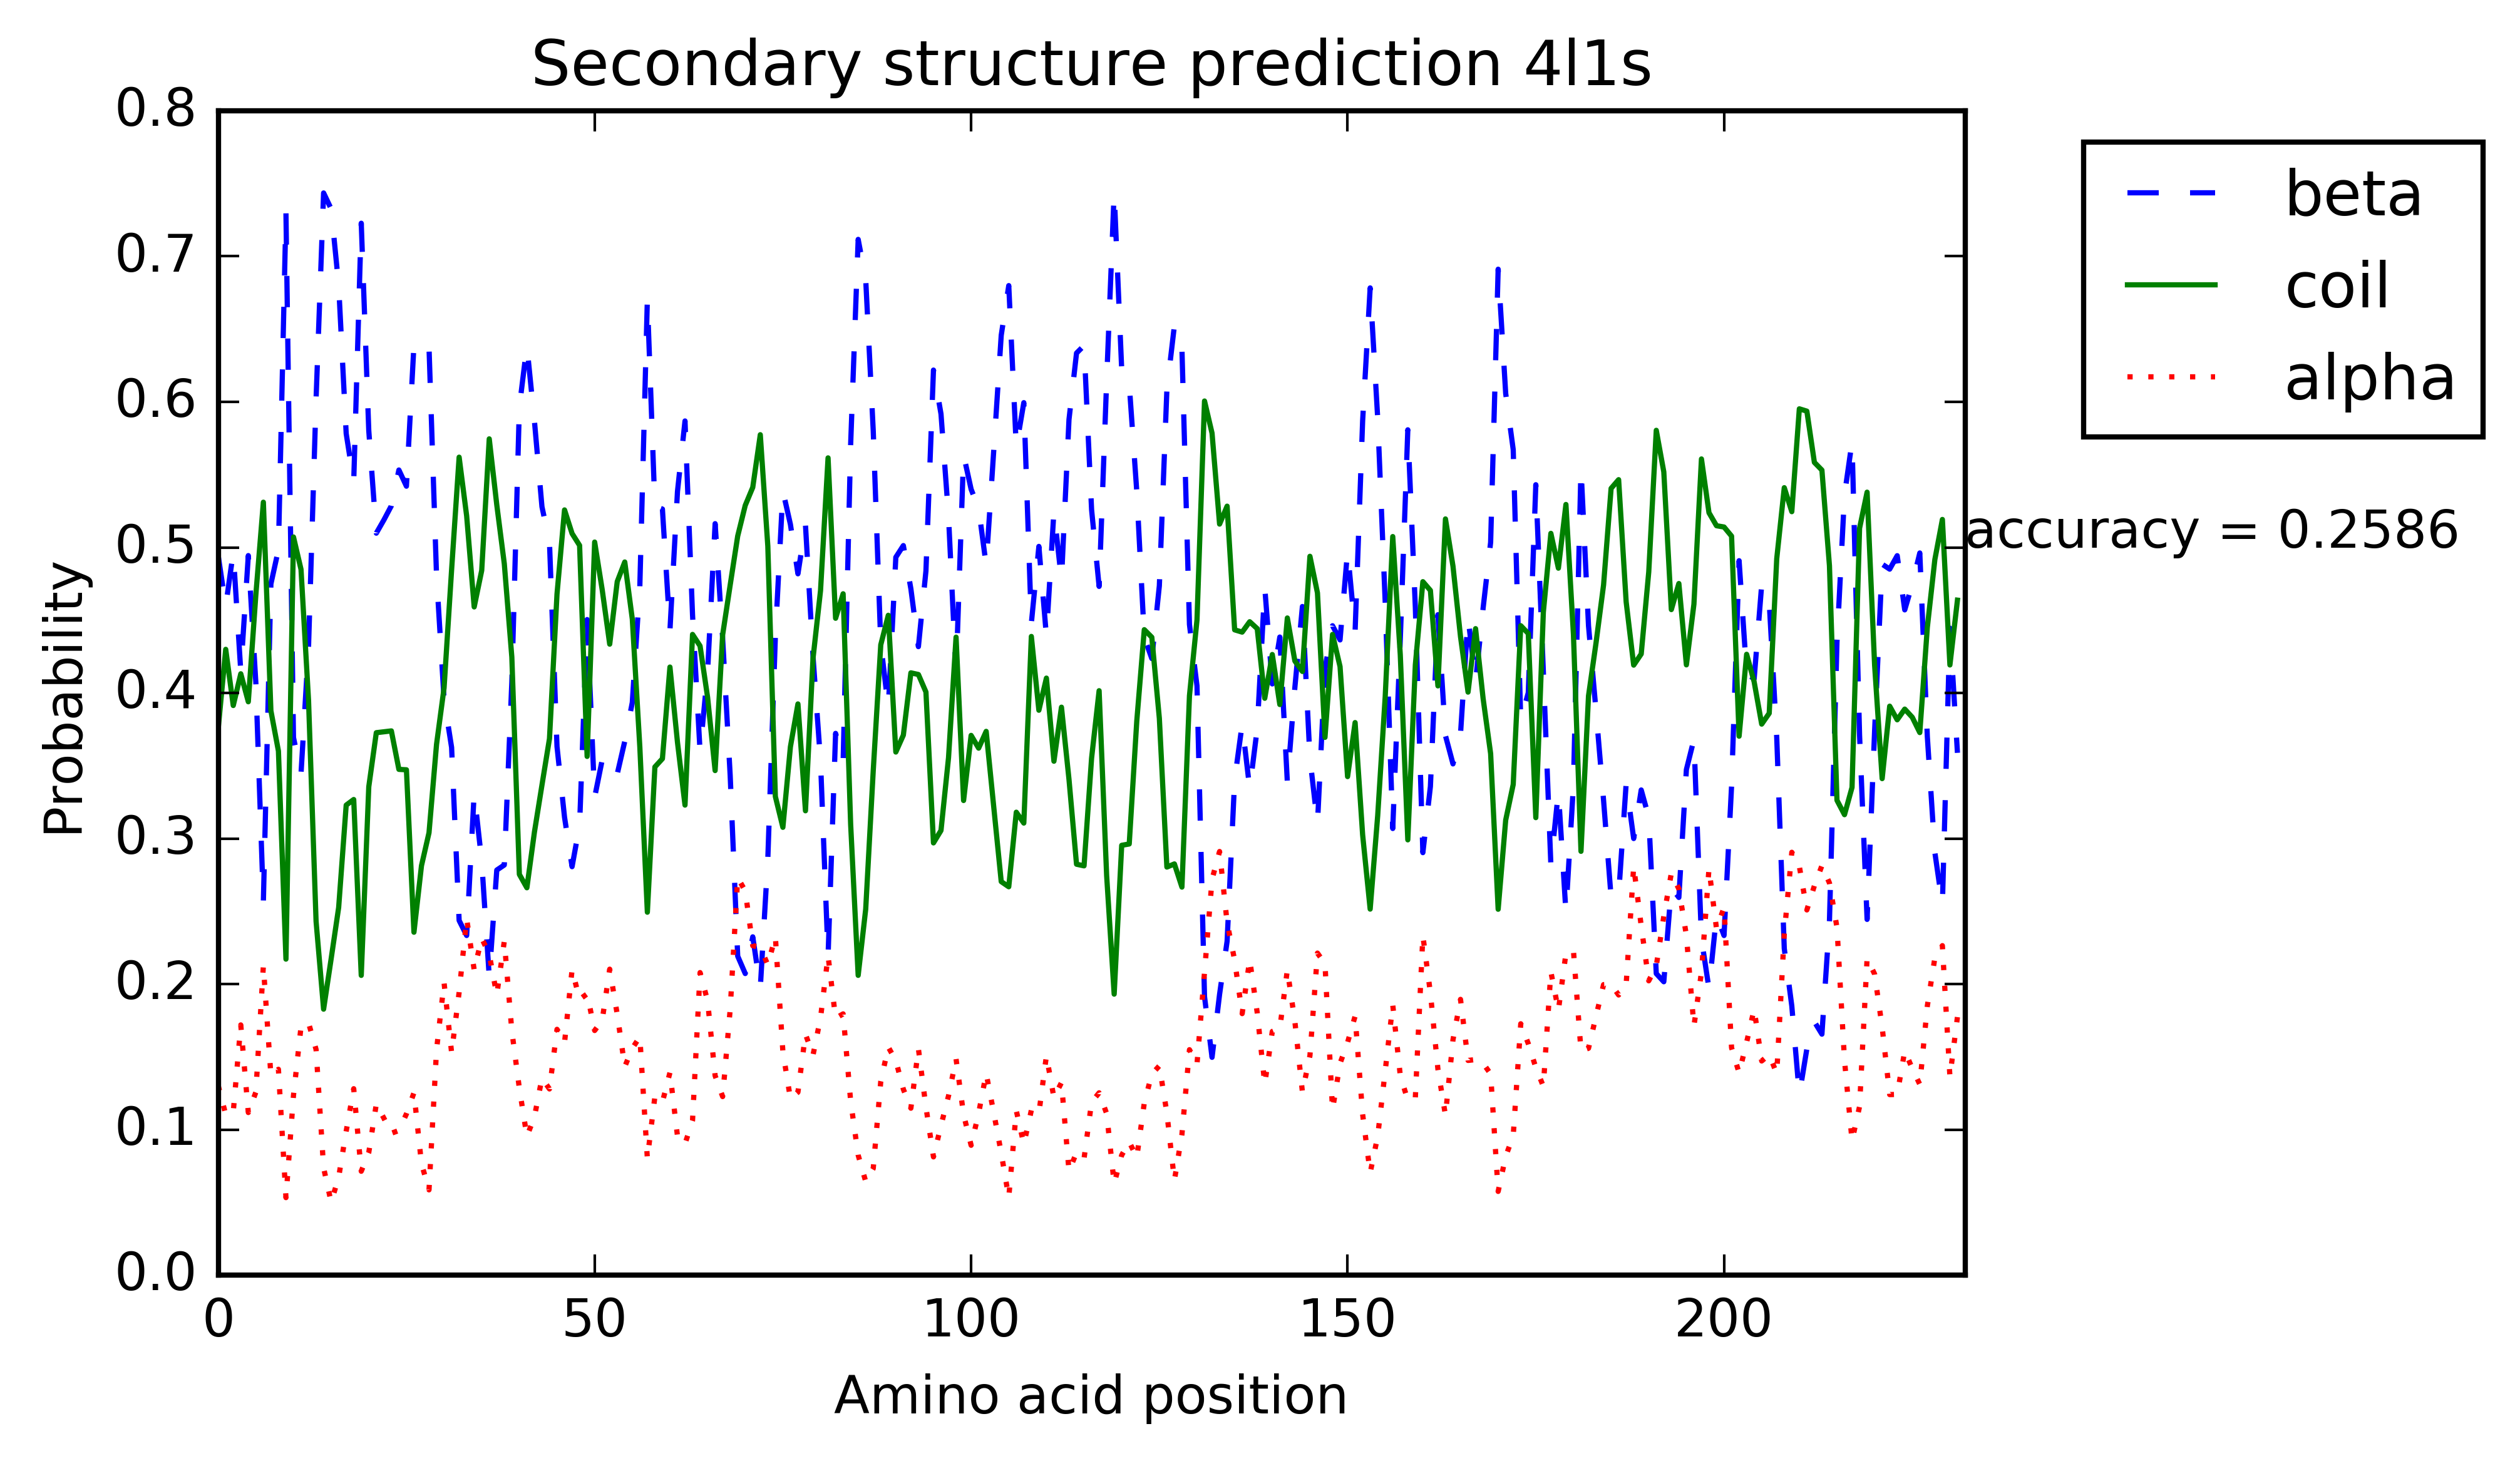 Secondary structure prediction 4l1s
0.8
0.7
0.6
0.5
0.4
0.3
0.2
0.1
0.0
Probability
0
50
100
150
200
Amino acid position
beta
coil
alpha
accuracy = 0.2586